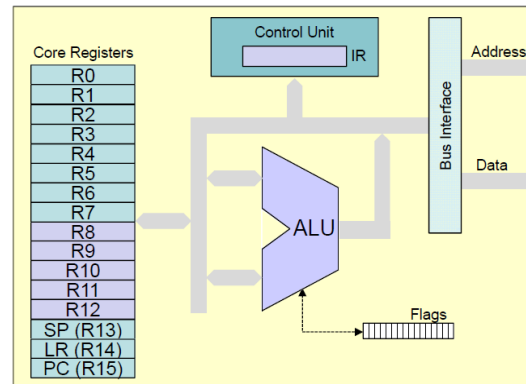 Control Unit
IR
Core Registers
R0
R1
R2
R3
R4
R5
R6
R7
R8
R9
R10
R11
R12
SP (R13)
LR (R14)
PC (R15)
ALU
Flags
Bus Interface
Address
Data